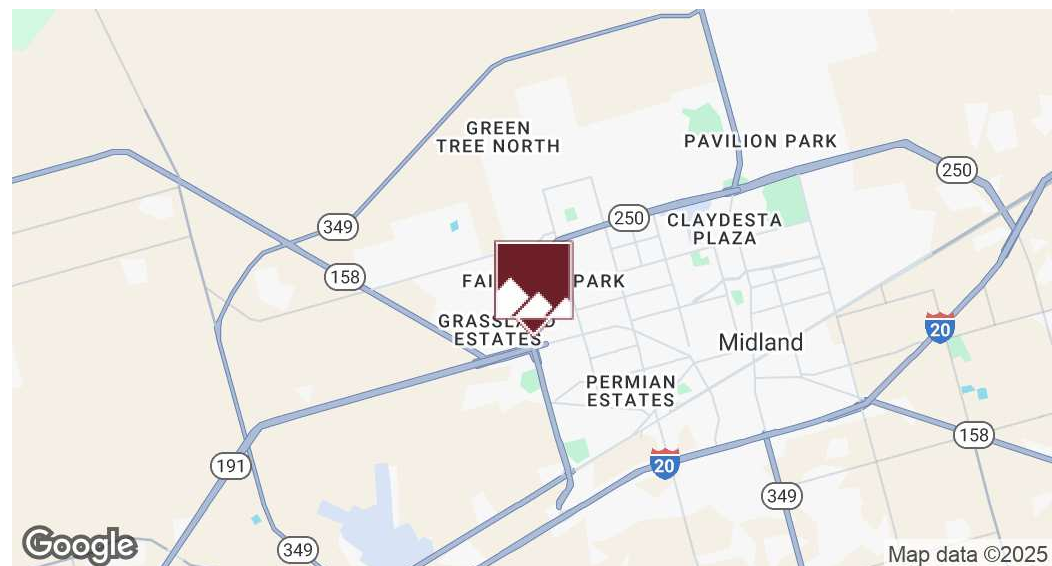 GREEN
TREE NORTH
PAVILION PARK
250
349
250
CLAYDESTA
PLAZA
158
PARK
ESTATES
20
Midland
PERMIAN
ESTATES
191
20
158
349
349
Google
Map data ©2025